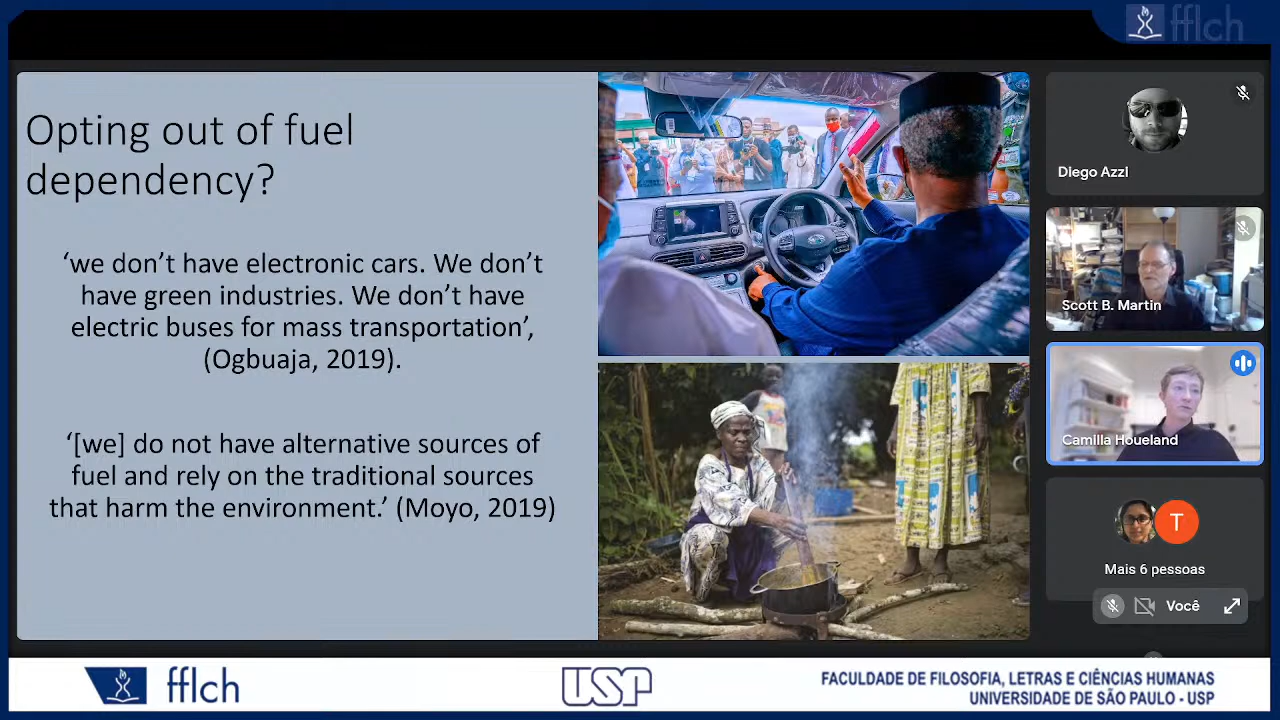 fflch
Opting out of fuel
dependency?
‘we don’t have electronic cars. We don’t
have green industries. We don’t have
electric buses for mass transportation’,
(Ogbuaja, 2019).
‘[we] do not have alternative sources of
fuel and rely on the traditional sources
that harm the environment.’ (Moyo, 2019)
Diego Azzi
Scott B. Martin
Camilla Houeland
T
Mais 6 pessoas
Você
fflch
USP
FACULDADE DE FILOSOFIA, LETRAS E CIÊNCIAS HUMANAS
UNIVERSIDADE DE SÃO PAULO - USP